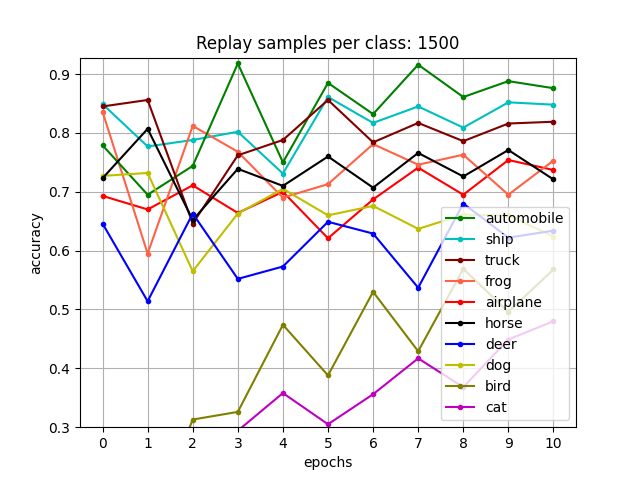 Replay samples per class: 1500
accuracy
0.9
0.8
0.7
0.6
0.5
0.4
0.3
automobile
ship
truck
frog
airplane
horse
deer
dog
bird
cat
0 1 2 3 4 5 6 7 8 9 10
epochs